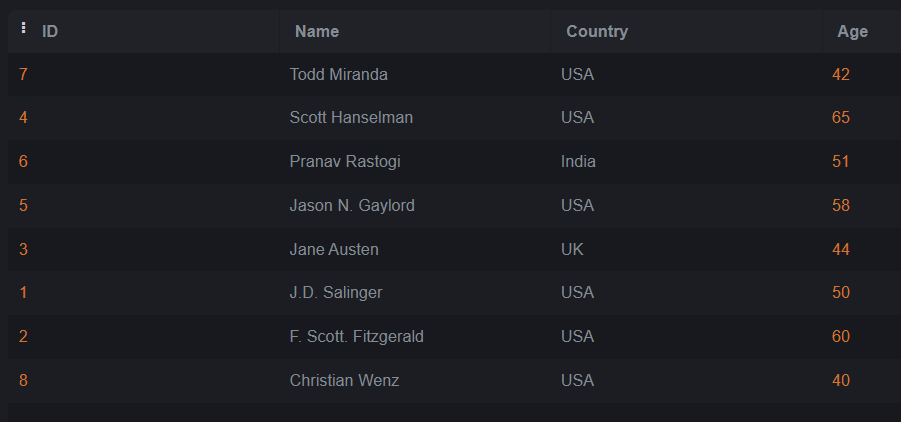 ID Name Country Age
7 Todd Miranda USA 42
4 Scott Hanselman USA 65
6 Pranav Rastogi India 51
5 Jason N. Gaylord USA 58
3 Jane Austen UK 44
1 J.D. Salinger USA 50
2 F. Scott. Fitzgerald USA 60
8 Christian Wenz USA 40